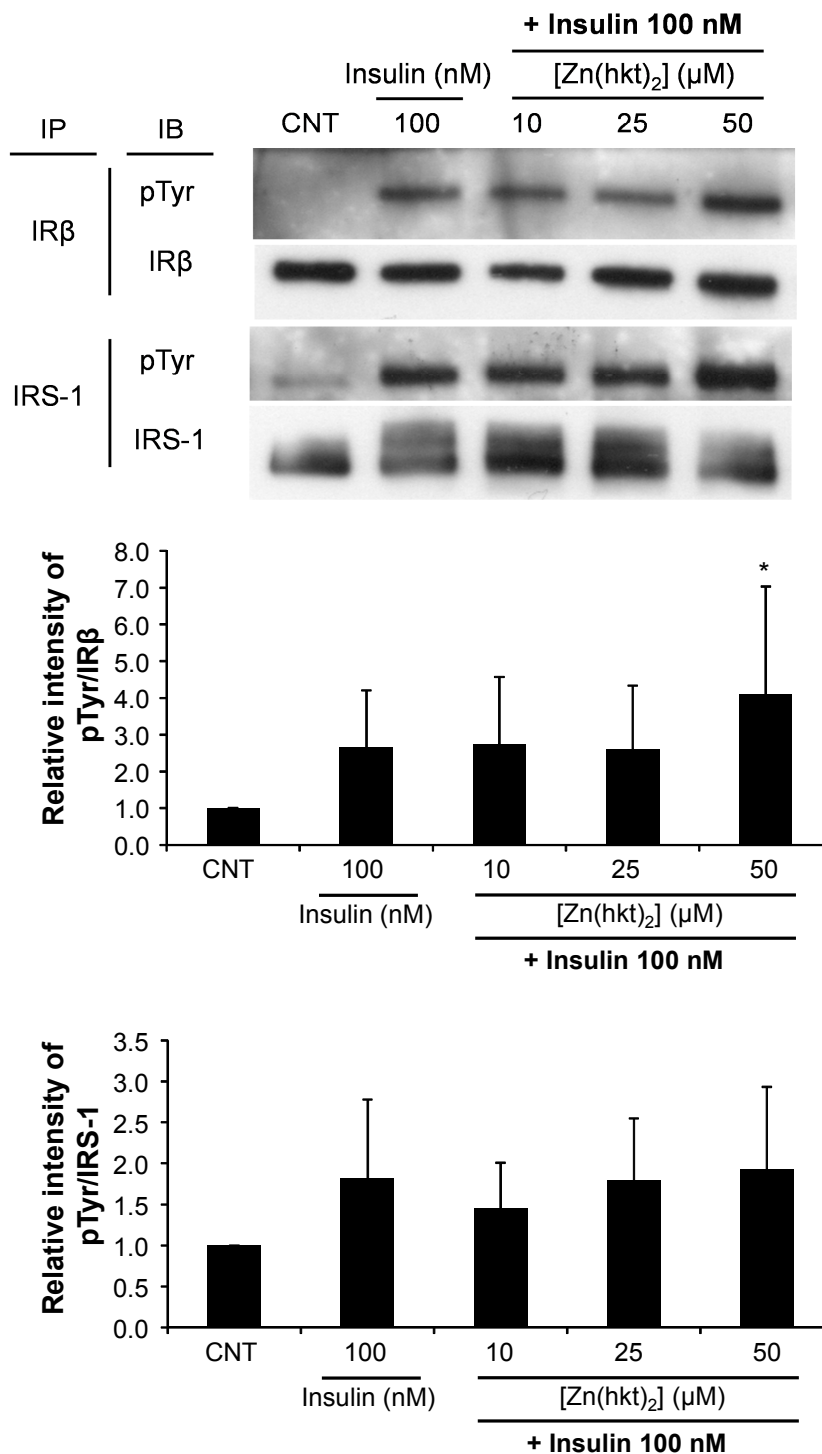 + Insulin 100 nM
Insulin (nM) [Zn(hkt)₂] (µM)
IP IB CNT 100 10 25 50
pTyr
IRβ
IRβ
pTyr
IRS-1
IRS-1
Relative intensity of
pTyr/IRβ
8.0
7.0
6.0
5.0
4.0
3.0
2.0
1.0
0.0
*
CNT 100 10 25 50
Insulin (nM) [Zn(hkt)₂] (µM)
+ Insulin 100 nM
Relative intensity of
pTyr/IRS-1
3.5
3.0
2.5
2.0
1.5
1.0
0.5
0.0
CNT 100 10 25 50
Insulin (nM) [Zn(hkt)₂] (µM)
+ Insulin 100 nM